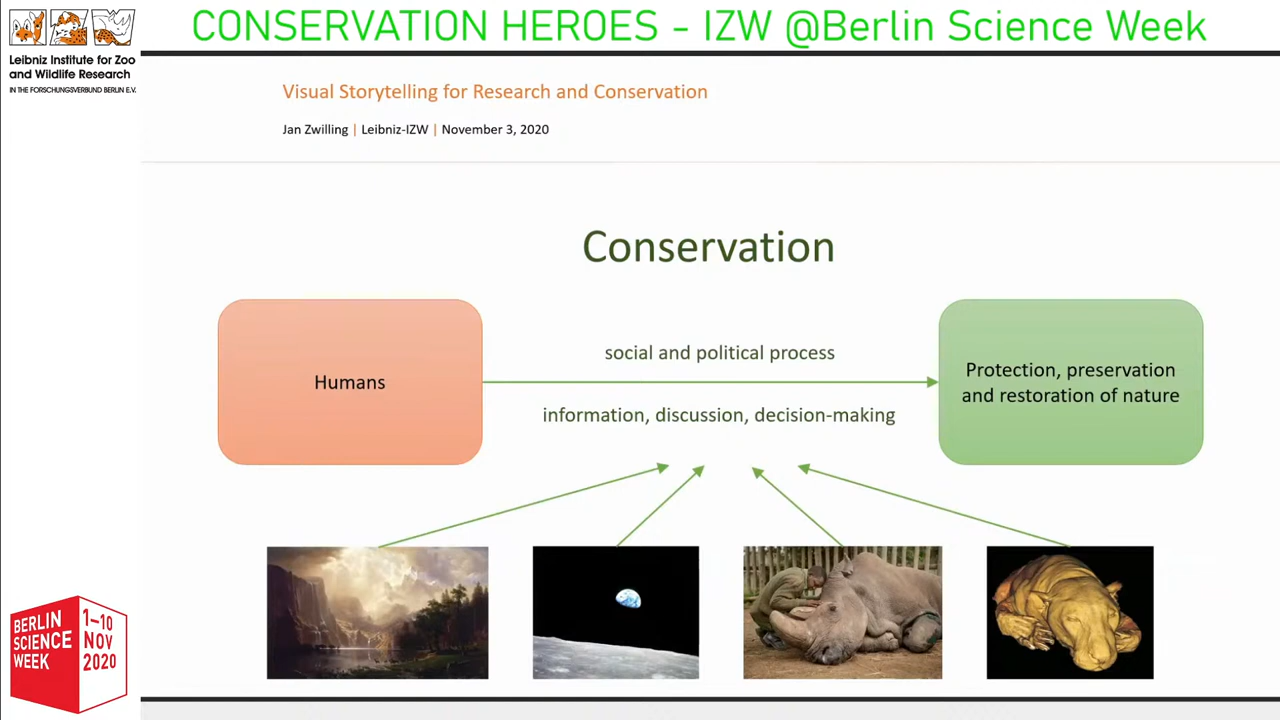 CONSERVATION HEROES - IZW @Berlin Science Week
Leibniz Institute for Zoo
and Wildlife Research
IN THE FORSCHUNGSVERBUND BERLIN E.V.
Visual Storytelling for Research and Conservation
Jan Zwilling | Leibniz-IZW | November 3, 2020
Conservation
Humans
social and political process
information, discussion, decision-making
Protection, preservation
and restoration of nature
BERLIN
SCIENCE
WEEK
1–10
NOV
2020